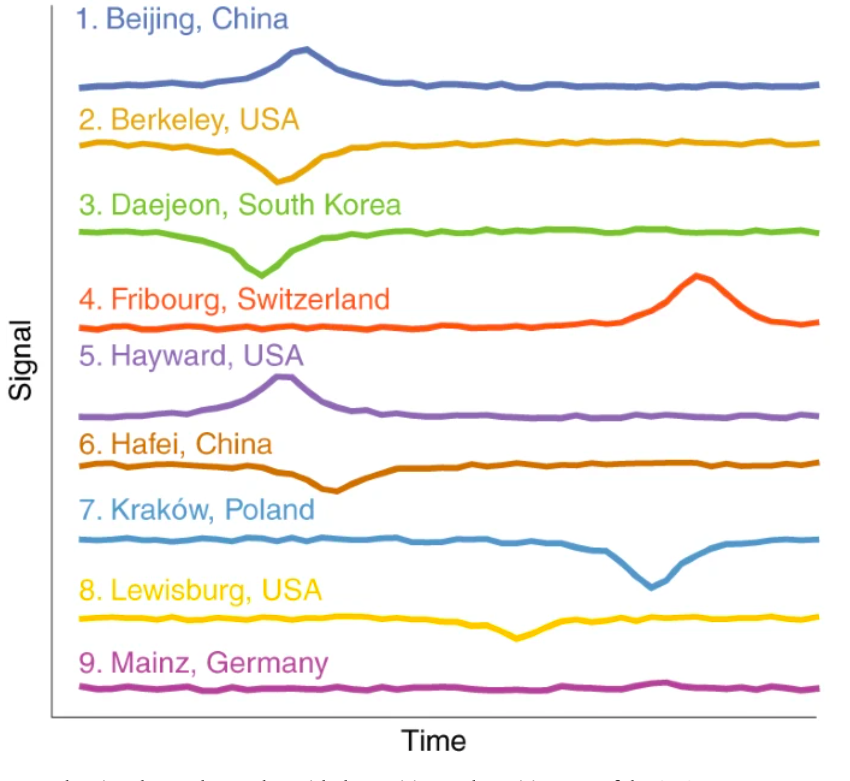 1. Beijing, China
2. Berkeley, USA
3. Daejeon, South Korea
4. Fribourg, Switzerland
5. Hayward, USA
6. Hafei, China
7. Kraków, Poland
8. Lewisburg, USA
9. Mainz, Germany
Signal
Time